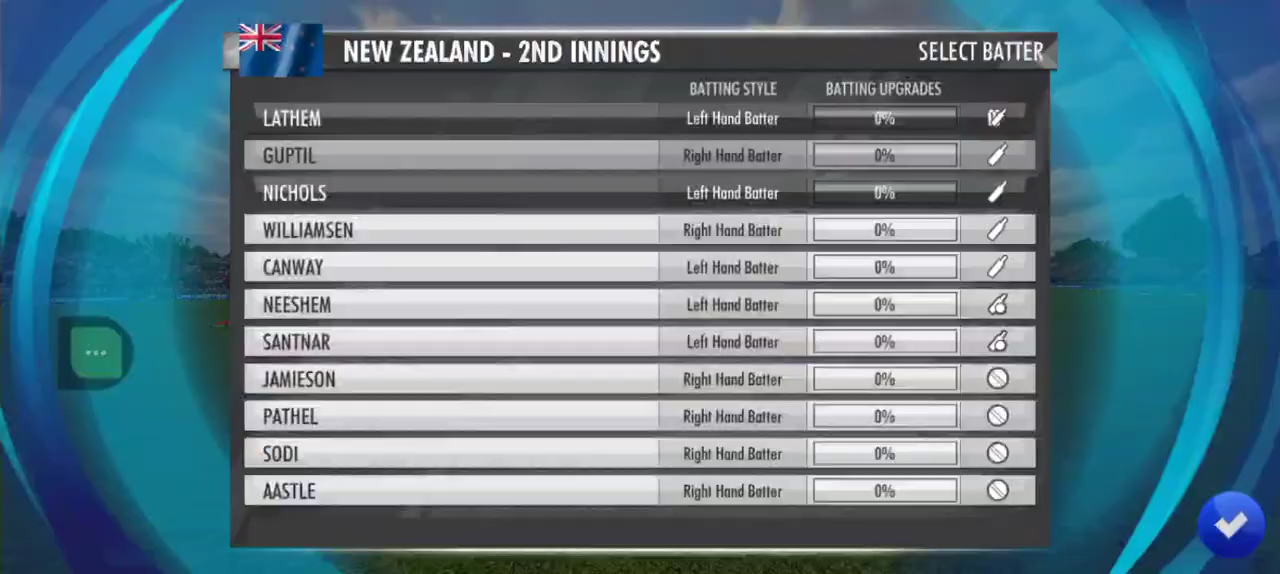 NEW ZEALAND - 2ND INNINGS SELECT BATTER
BATTING STYLE BATTING UPGRADES
LATHEM Left Hand Batter 0%
GUPTIL Right Hand Batter 0%
NICHOLS Left Hand Batter 0%
WILLIAMSEN Right Hand Batter 0%
CANWAY Left Hand Batter 0%
NEESHEM Left Hand Batter 0%
SANTNAR Left Hand Batter 0%
JAMIESON Right Hand Batter 0%
PATHEL Right Hand Batter 0%
SODI Right Hand Batter 0%
AASTLE Right Hand Batter 0%